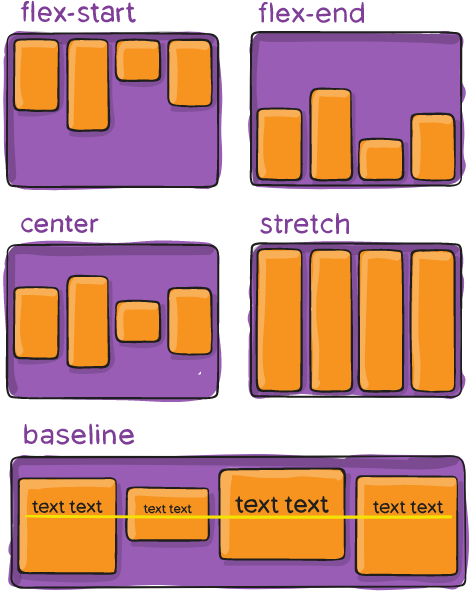 flex-start
flex-end
center
stretch
baseline
text text
text text
text text
text text